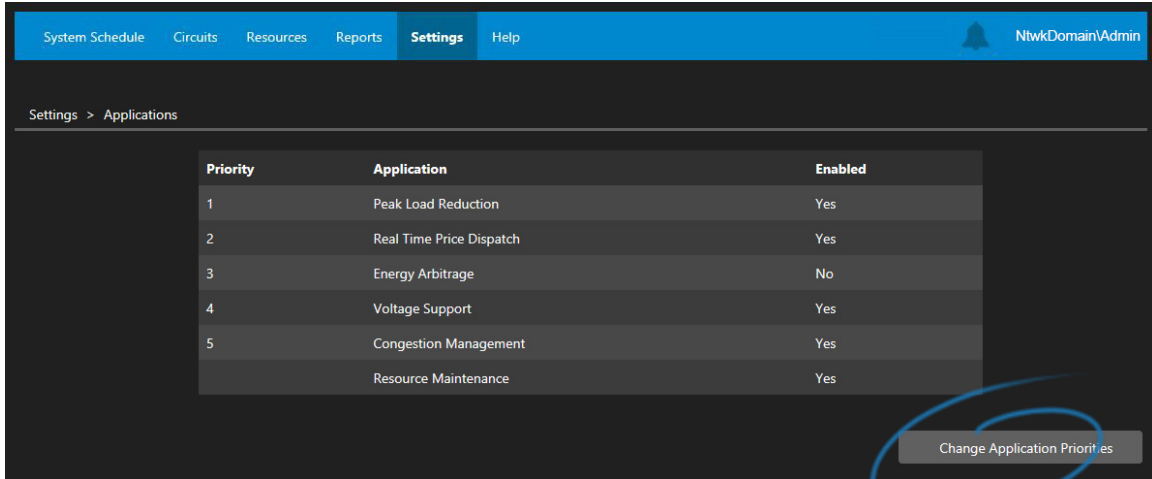 System Schedule Circuits Resources Reports Settings Help NtwkDomain\Admin
Settings > Applications
Priority Application Enabled
1 Peak Load Reduction Yes
2 Real Time Price Dispatch Yes
3 Energy Arbitrage No
4 Voltage Support Yes
5 Congestion Management Yes
Resource Maintenance Yes
Change Application Priorities